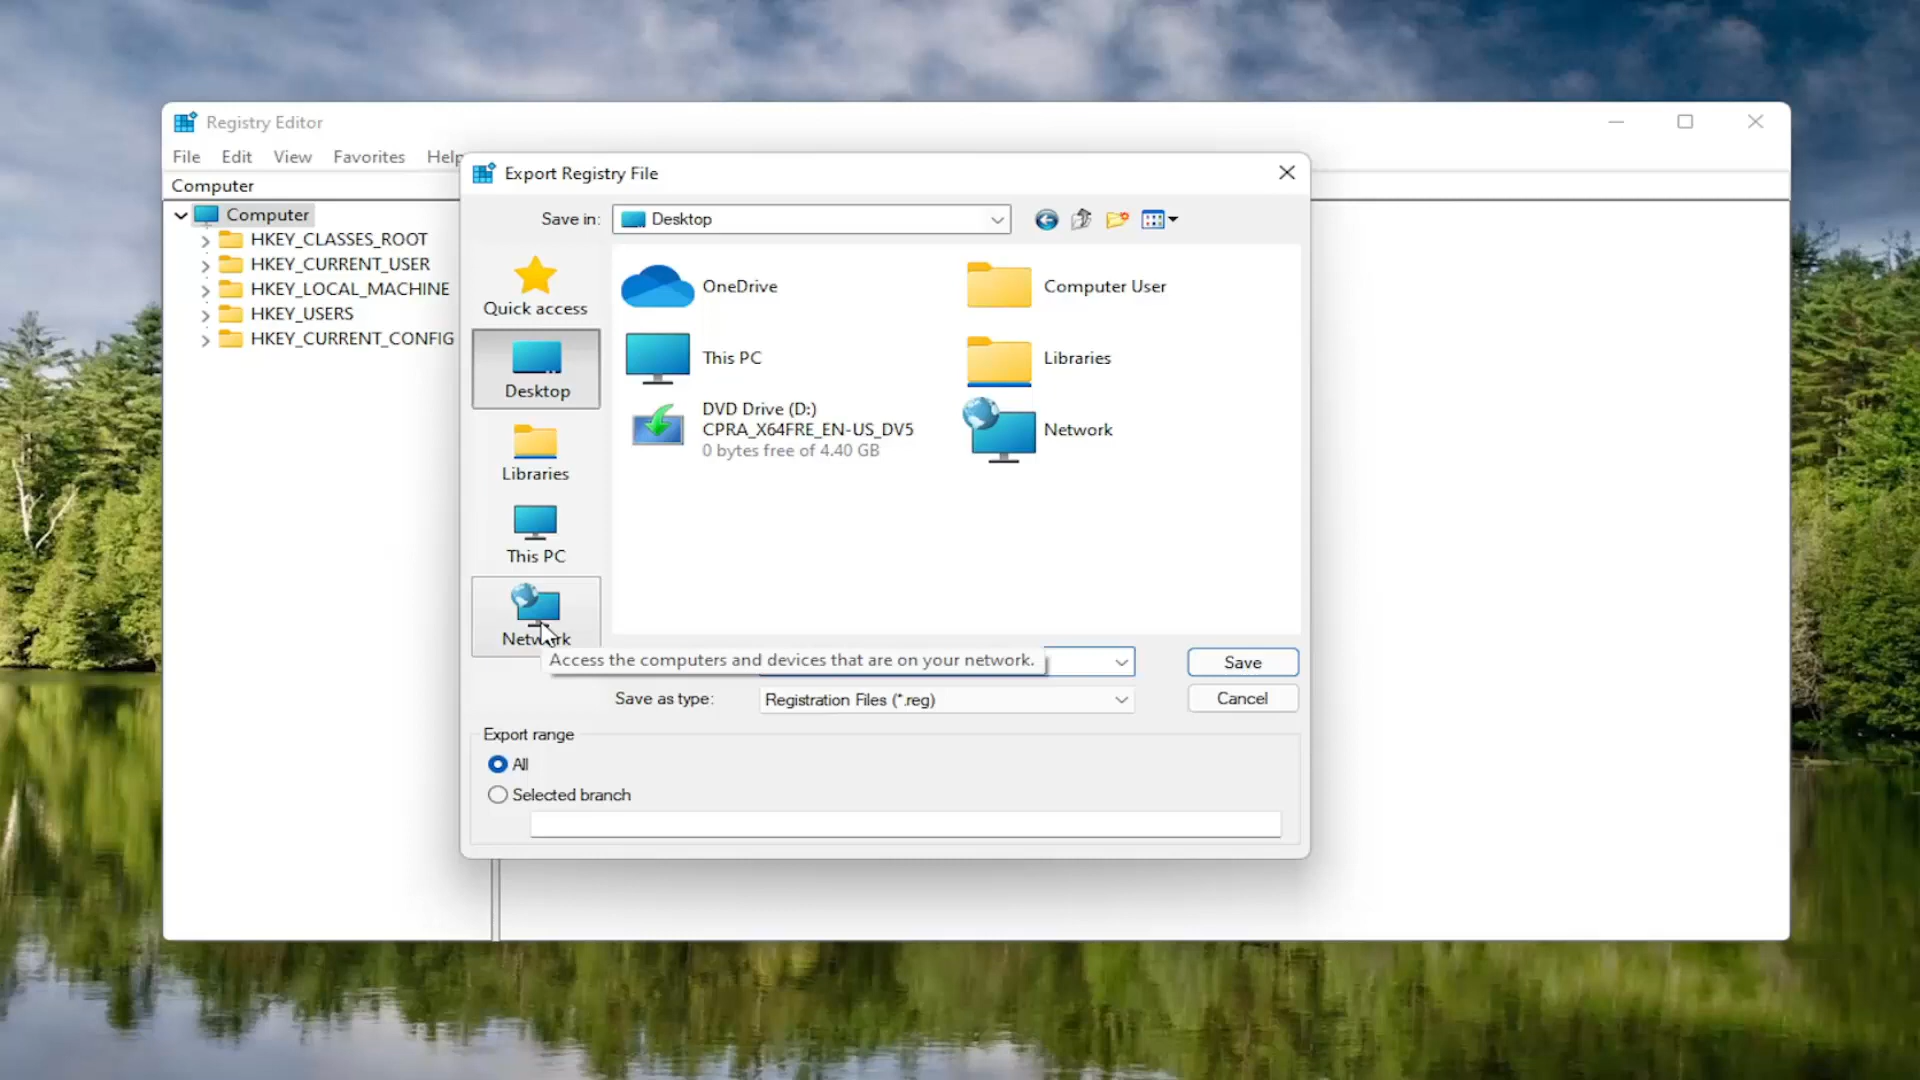 Registry Editor
File Edit View Favorites Help
Computer
Computer
HKEY_CLASSES_ROOT
HKEY_CURRENT_USER
HKEY_LOCAL_MACHINE
HKEY_USERS
HKEY_CURRENT_CONFIG
Export Registry File
Save in: Desktop
Quick access
Desktop
Libraries
This PC
Network
OneDrive
Computer User
This PC
Libraries
DVD Drive (D:)
CPRA_X64FRE_EN-US_DV5
0 bytes free of 4.40 GB
Network
Access the computers and devices that are on your network.
Save
Save as type: Registration Files (*.reg)
Cancel
Export range
All
Selected branch